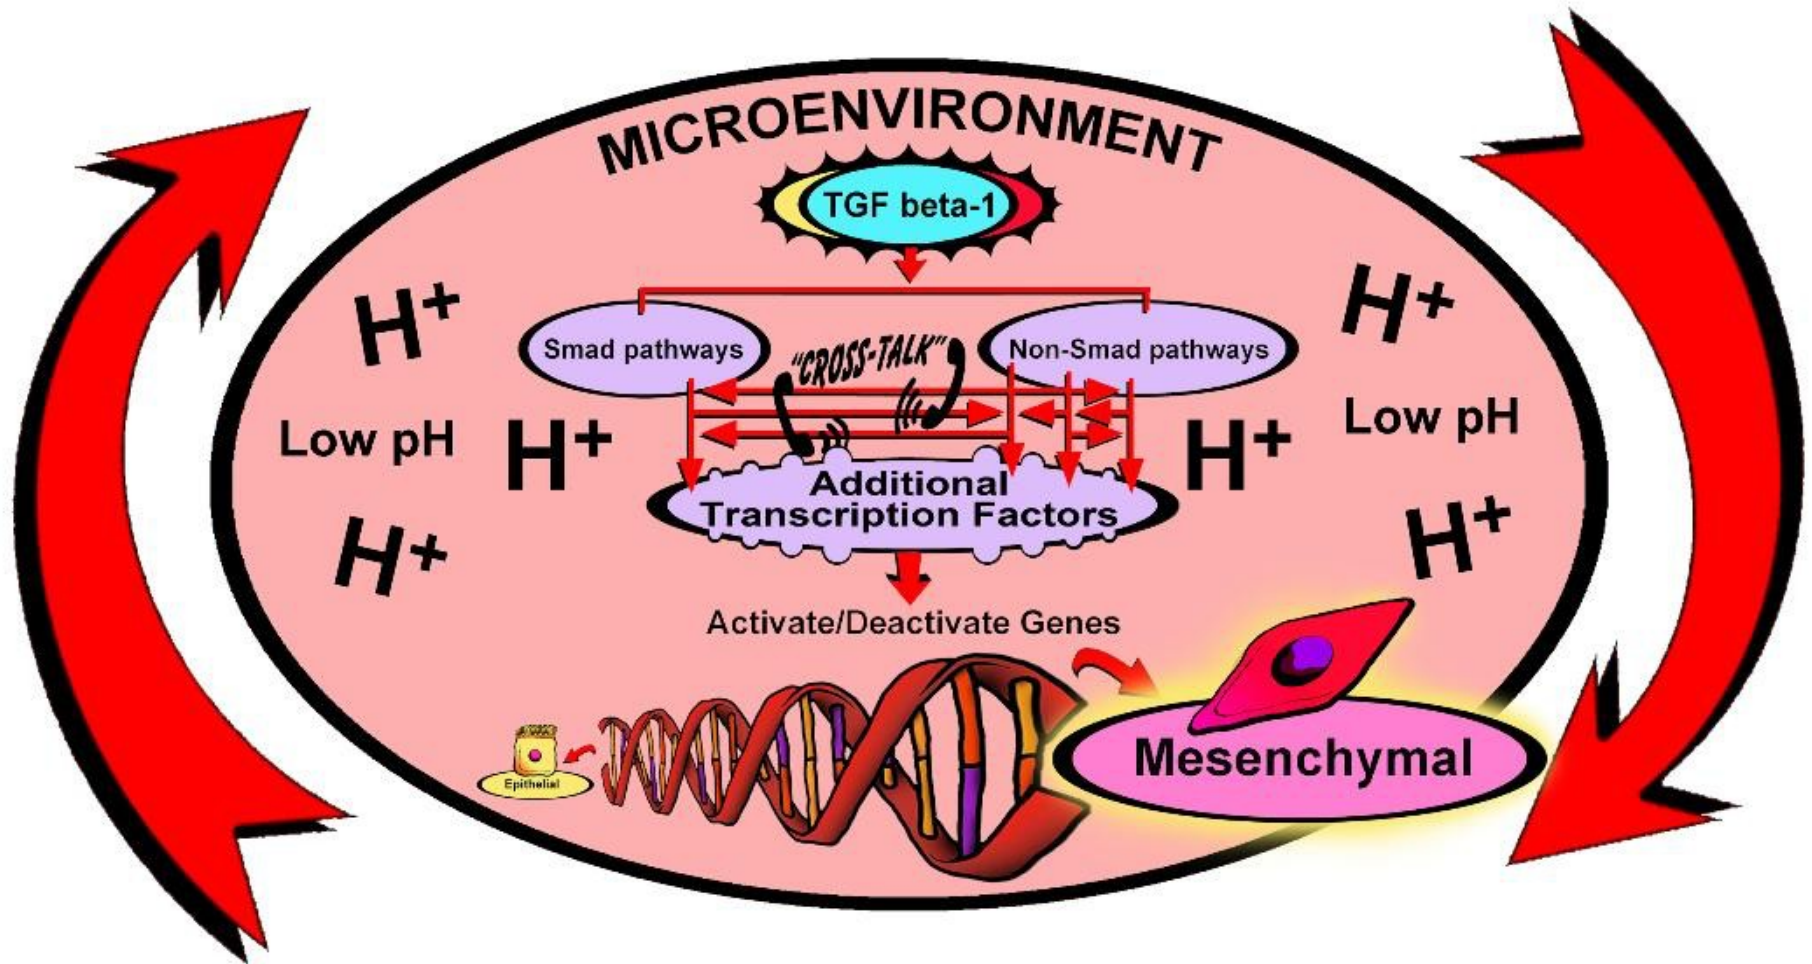 MICROENVIRONMENT
TGF beta-1
H+
H+
Smad pathways
"CROSS-TALK"
Non-Smad pathways
Low pH
H+
H+
Low pH
Additional
Transcription Factors
H+
H+
Activate/Deactivate Genes
Epithelial
Mesenchymal